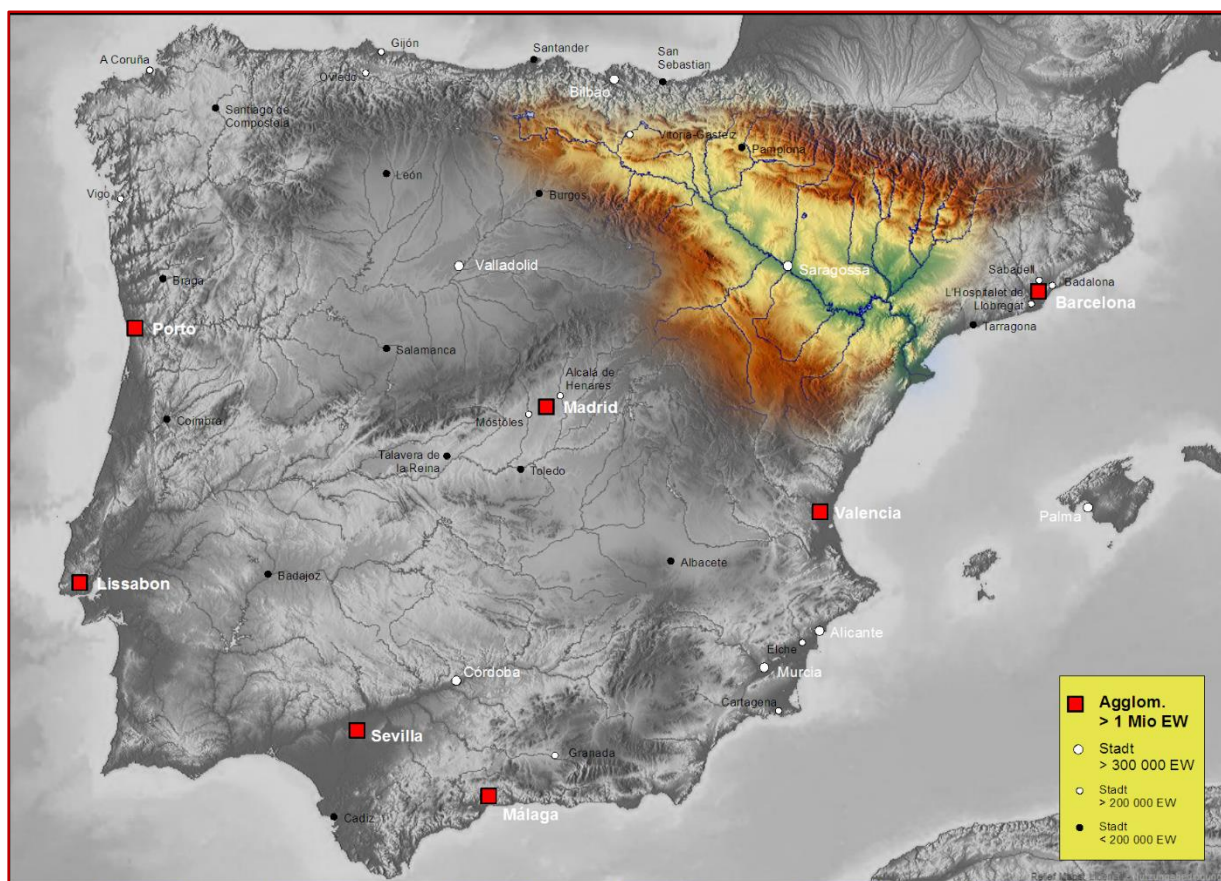 Gijón
Santander
San
Sebastian
A Coruña
Oviedo
Bilbao
Santiago de
Compostela
Vitoria-Gasteiz
Pamplona
León
Vigo
Burgos
Valladolid
Saragossa
Braga
Sabadell
Badalona
L'Hospitalet de
Llobregat
Barcelona
Porto
Tarragona
Salamanca
Alcalá de
Henares
Madrid
Móstoles
Coimbra
Talavera de
la Reina
Toledo
Valencia
Palma
Albacete
Badajoz
Lissabon
Alicante
Elche
Murcia
Córdoba
Cartagena
Sevilla
Granada
Málaga
Cadiz
Agglom.
> 1 Mio EW
Stadt
> 300 000 EW
Stadt
> 200 000 EW
Stadt
< 200 000 EW